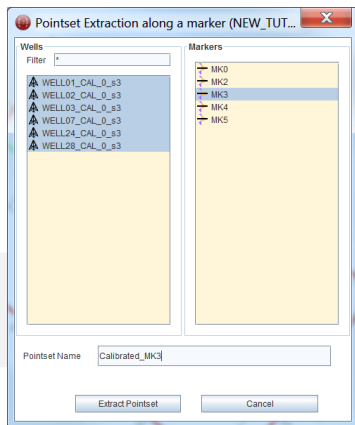 Pointset Extraction along a marker (NEW_TUT... X
Wells
Filter *
WELL01_CAL_0_s3
WELL02_CAL_0_s3
WELL03_CAL_0_s3
WELL07_CAL_0_s3
WELL24_CAL_0_s3
WELL28_CAL_0_s3
Markers
MK0
MK2
MK3
MK4
MK5
Pointset Name Calibrated_MK3
Extract Pointset Cancel